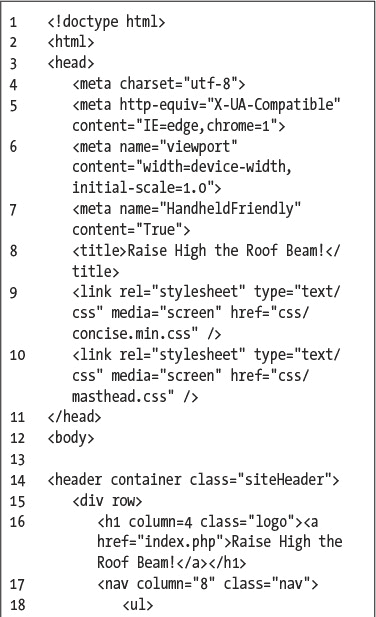 1 <!doctype html>
2 <html>
3 <head>
4 <meta charset="utf-8">
5 <meta http-equiv="X-UA-Compatible"
content="IE=edge,chrome=1">
6 <meta name="viewport"
content="width=device-width,
initial-scale=1.0">
7 <meta name="HandheldFriendly"
content="True">
8 <title>Raise High the Roof Beam!</
title>
9 <link rel="stylesheet" type="text/
css" media="screen" href="css/
concise.min.css" />
10 <link rel="stylesheet" type="text/
css" media="screen" href="css/
masthead.css" />
11 </head>
12 <body>
13
14 <header container class="siteHeader">
15 <div row>
16 <h1 column=4 class="logo"><a
href="index.php">Raise High the
Roof Beam!</a></h1>
17 <nav column="8" class="nav">
18 <ul>